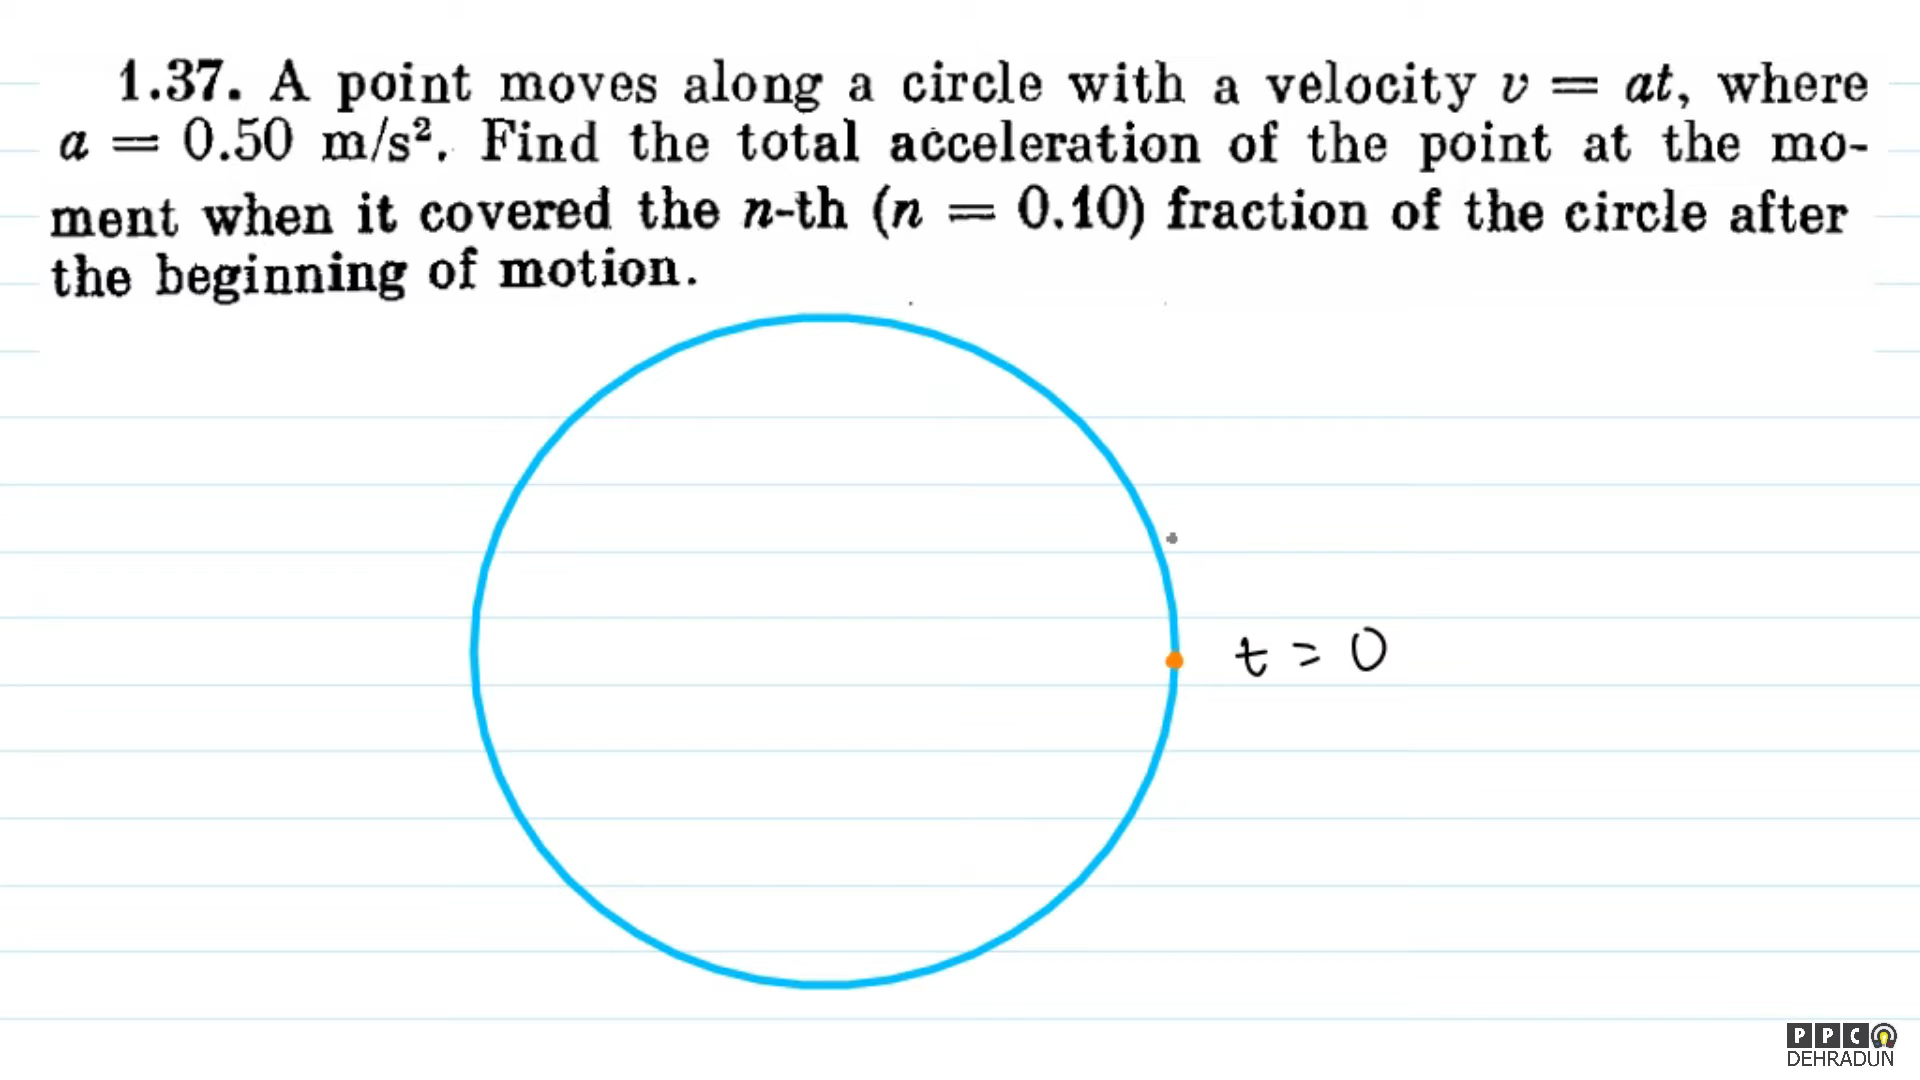 1.37. A point moves along a circle with a velocity v = at, where
a = 0.50 m/s². Find the total acceleration of the point at the mo-
ment when it covered the n-th (n = 0.10) fraction of the circle after
the beginning of motion.
t = 0
PPC
DEHRADUN